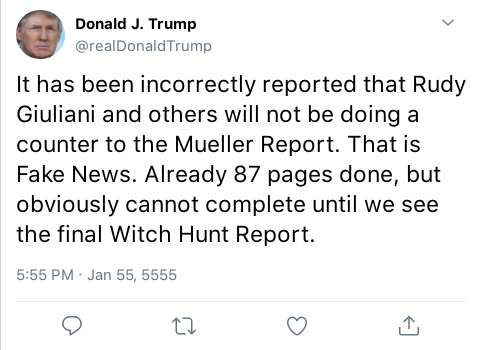 Donald J. Trump
@realDonaldTrump
It has been incorrectly reported that Rudy
Giuliani and others will not be doing a
counter to the Mueller Report. That is
Fake News. Already 87 pages done, but
obviously cannot complete until we see
the final Witch Hunt Report.
5:55 PM · Jan 55, 5555